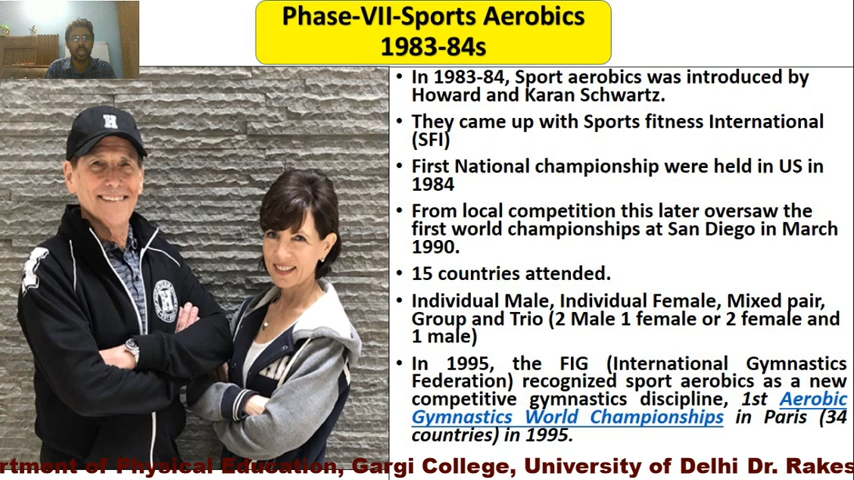 Phase-VII-Sports Aerobics
1983-84s
• In 1983-84, Sport aerobics was introduced by
Howard and Karan Schwartz.
• They came up with Sports fitness International
(SFI)
• First National championship were held in US in
1984
• From local competition this later oversaw the
first world championships at San Diego in March
1990.
• 15 countries attended.
• Individual Male, Individual Female, Mixed pair,
Group and Trio (2 Male 1 female or 2 female and
1 male)
• In 1995, the FIG (International Gymnastics
Federation) recognized sport aerobics as a new
competitive gymnastics discipline, 1st Aerobic
Gymnastics World Championships in Paris (34
countries) in 1995.
H
rtment of Physical Education, Gargi College, University of Delhi Dr. Rakes